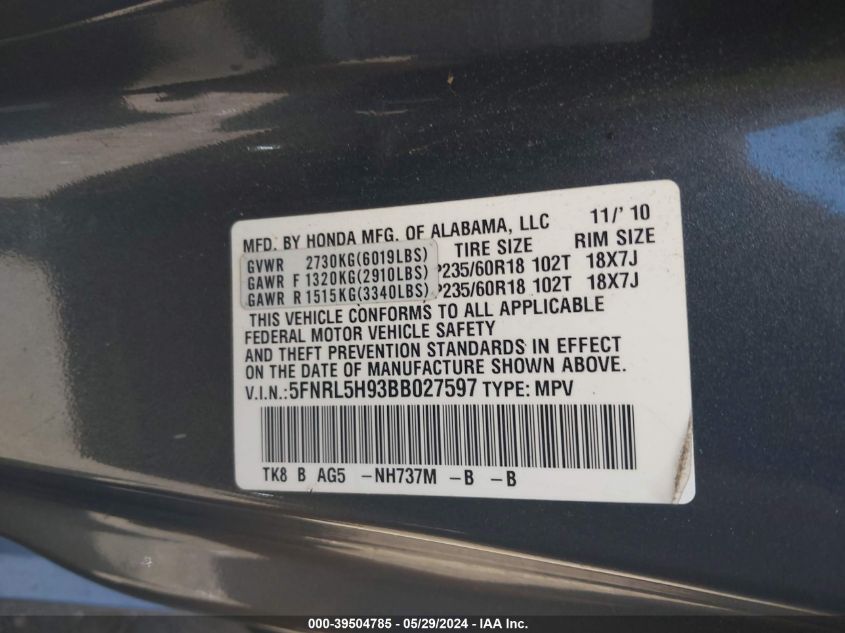 MFD. BY HONDA MFG. OF ALABAMA, LLC 11/' 10
TIRE SIZE RIM SIZE
GVWR 2730KG(6019LBS)
GAWR F 1320KG(2910LBS) P235/60R18 102T 18X7J
GAWR R 1515KG(3340LBS) P235/60R18 102T 18X7J
THIS VEHICLE CONFORMS TO ALL APPLICABLE
FEDERAL MOTOR VEHICLE SAFETY
AND THEFT PREVENTION STANDARDS IN EFFECT
ON THE DATE OF MANUFACTURE SHOWN ABOVE.
V.I.N.:5FNRL5H93BB027597 TYPE: MPV
TK8 B AG5 -NH737M -B -B
000-39504785 - 05/29/2024 - IAA Inc.